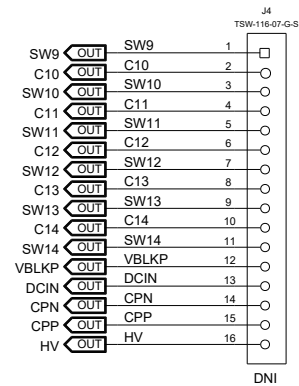 J4
TSW-116-07-G-S
SW9 OUT SW9 1
C10 OUT C10 2
SW10 OUT SW10 3
C11 OUT C11 4
SW11 OUT SW11 5
C12 OUT C12 6
SW12 OUT SW12 7
C13 OUT C13 8
SW13 OUT SW13 9
C14 OUT C14 10
SW14 OUT SW14 11
VBLKP OUT VBLKP 12
DCIN OUT DCIN 13
CPN OUT CPN 14
CPP OUT CPP 15
HV OUT HV 16
DNI